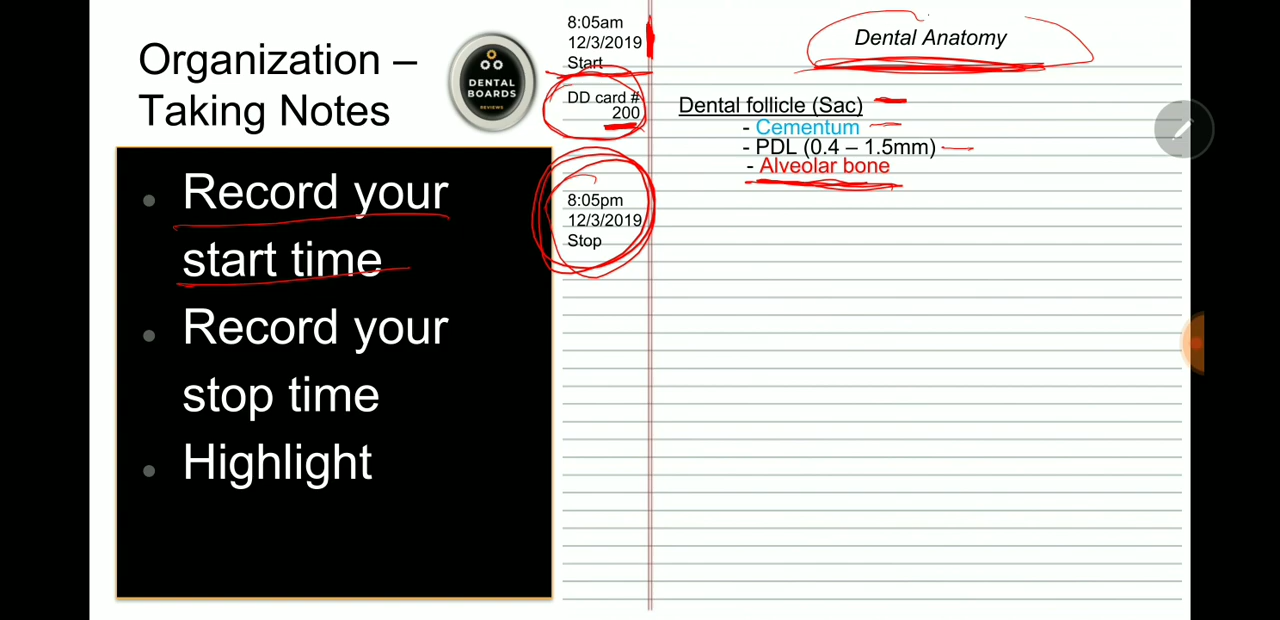 Organization –
Taking Notes
DENTAL
BOARDS
REVIEWS
Record your
start time
Record your
stop time
Highlight
8:05am
12/3/2019
Start
DD card #
200
8:05pm
12/3/2019
Stop
Dental Anatomy
Dental follicle (Sac)
- Cementum
- PDL (0.4 – 1.5mm)
- Alveolar bone